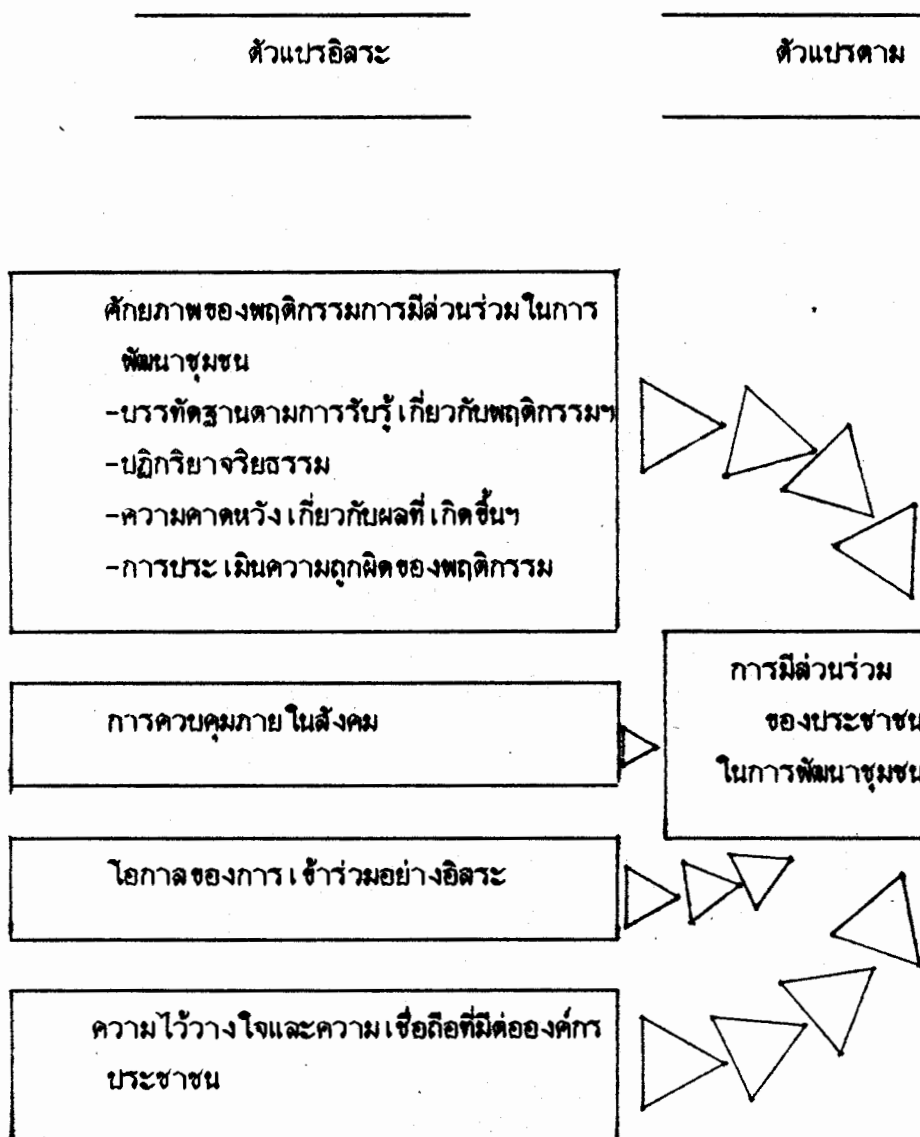 ตัวแปรอิสระ
ตัวแปรตาม
ศักยภาพของพฤติกรรมการมีส่วนร่วมในการ
พัฒนาชุมชน
-บรรทัดฐานตามการรับรู้เกี่ยวกับพฤติกรรมฯ
-ปฏิกริยาจริยธรรม
-ความคาดหวังเกี่ยวกับผลที่เกิดขึ้นฯ
-การประเมินความถูกผิดของพฤติกรรม
การควบคุมภายในสังคม
การมีส่วนร่วม
ของประชาชน
ในการพัฒนาชุมชน
โอกาสของการเข้าร่วมอย่างอิสระ
ความไว้วางใจและความเชื่อถือที่มีต่อองค์กร
ประชาชน